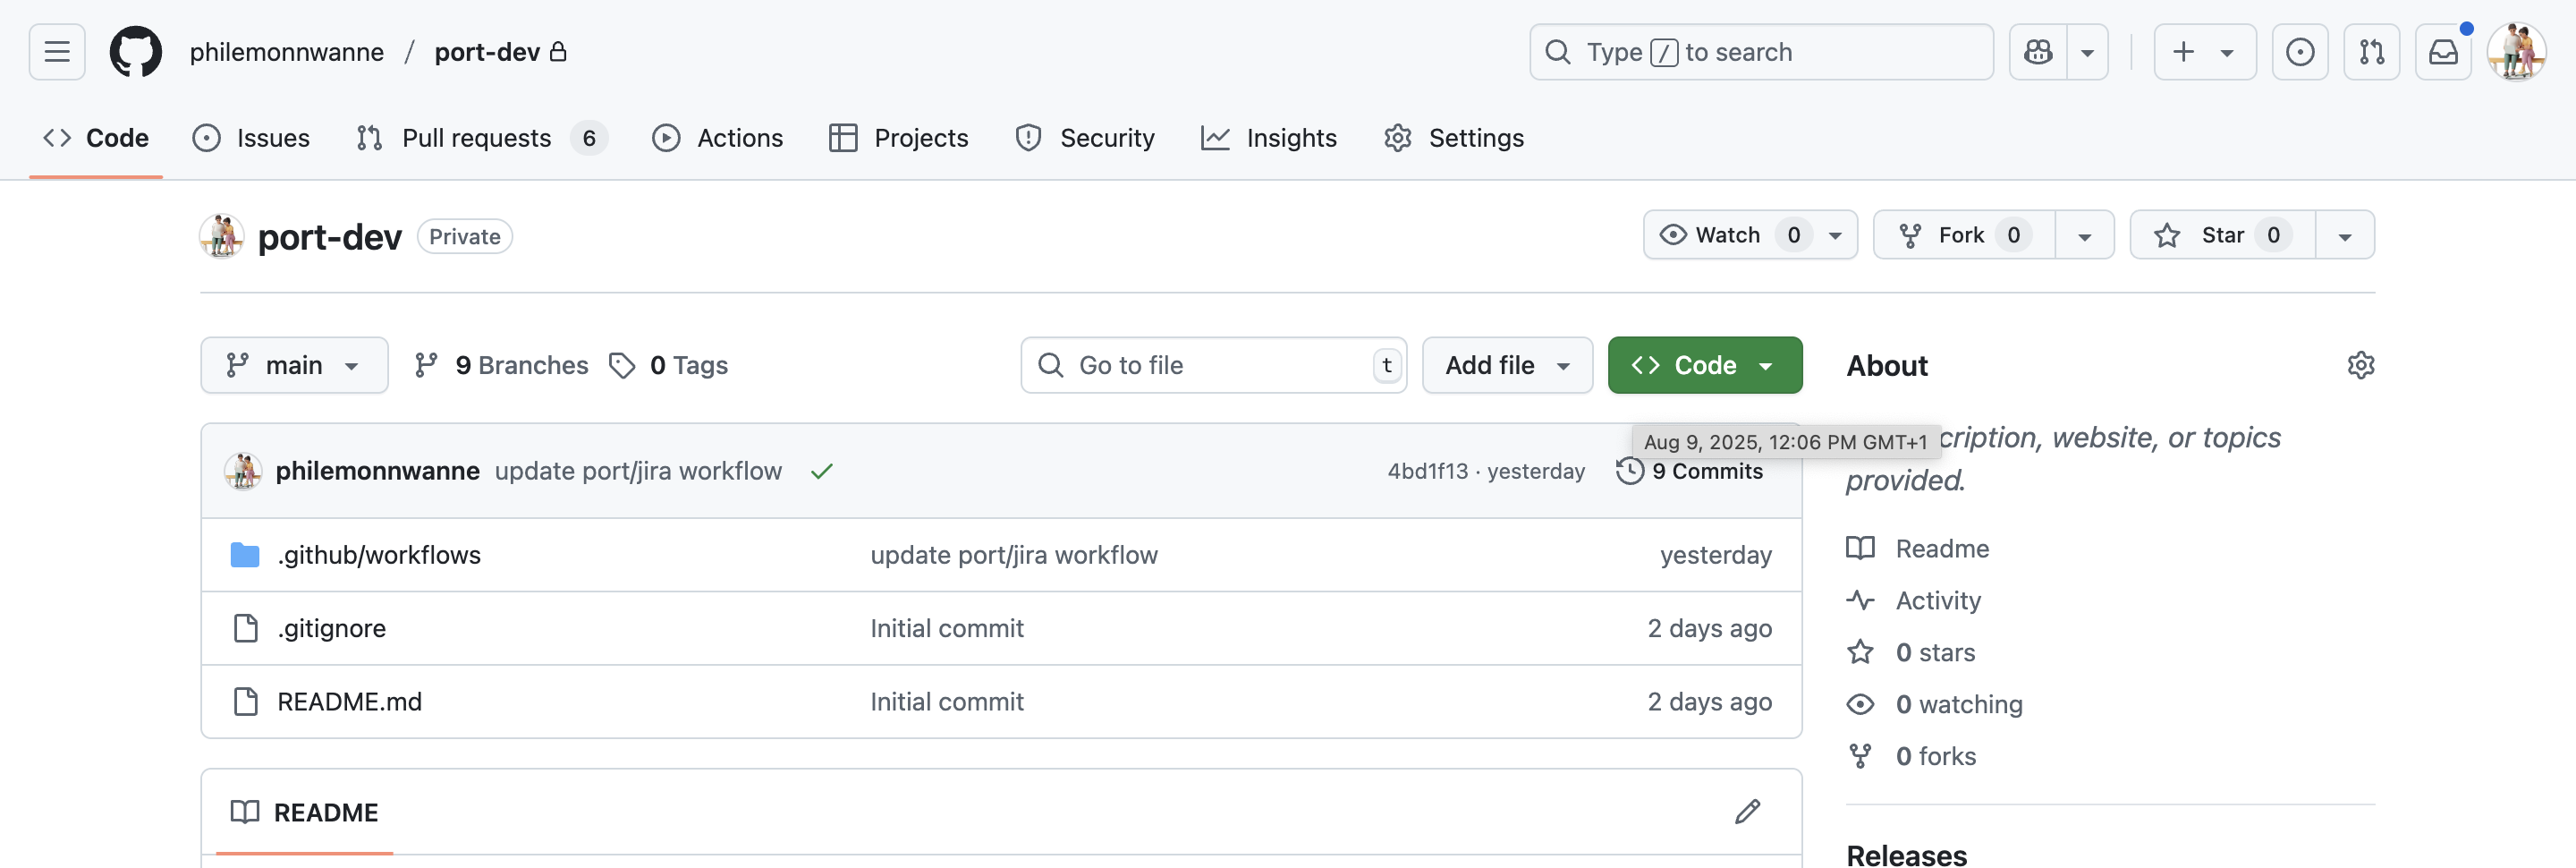 philemonnwanne / port-dev
Type / to search
Code
Issues
Pull requests 6
Actions
Projects
Security
Insights
Settings
port-dev Private
Watch 0
Fork 0
Star 0
main
9 Branches
0 Tags
Go to file t
Add file
Code
philemonnwanne update port/jira workflow
4bd1f13 · yesterday
9 Commits
Aug 9, 2025, 12:06 PM GMT+1
.github/workflows update port/jira workflow yesterday
.gitignore Initial commit 2 days ago
README.md Initial commit 2 days ago
README
About
cription, website, or topics
provided.
Readme
Activity
0 stars
0 watching
0 forks
Releases